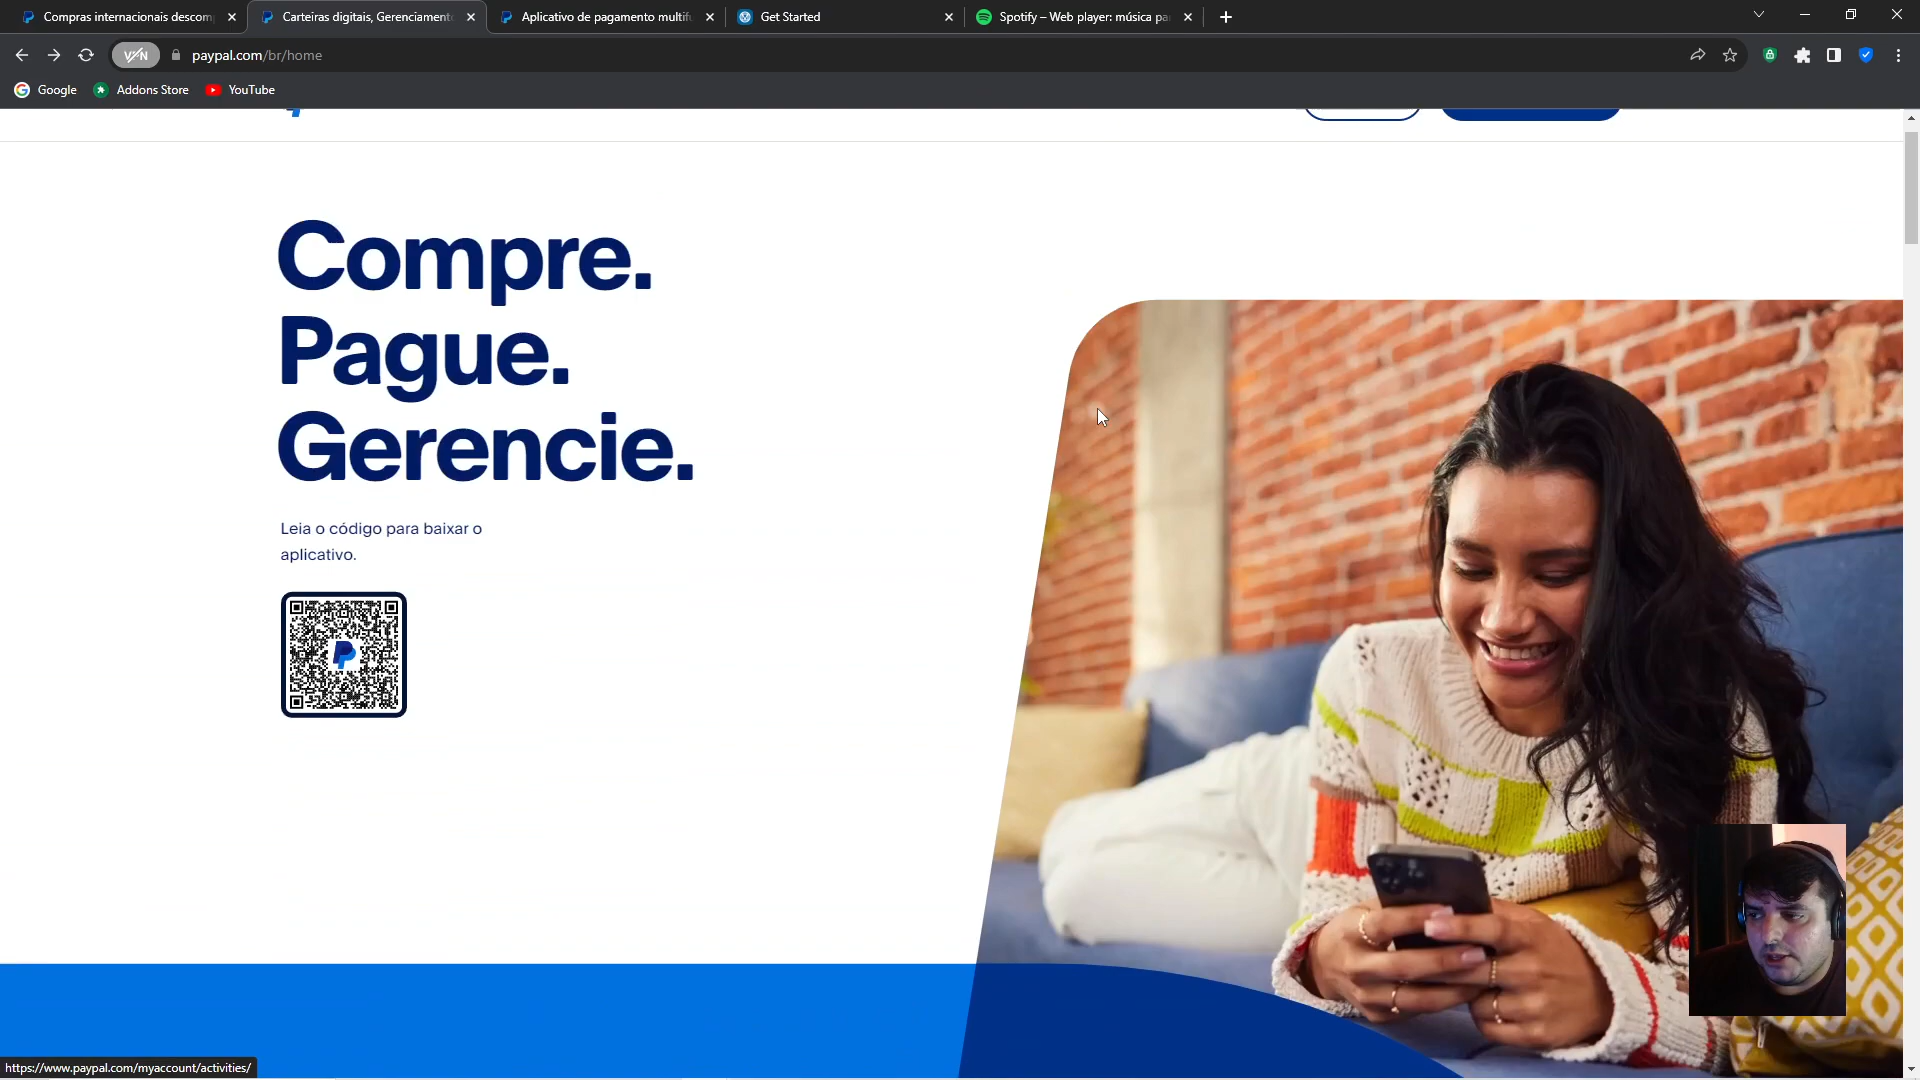 Compras internacionais descom
Carteiras digitais, Gerenciament
Aplicativo de pagamento multif
Get Started
Spotify – Web player: música pa
VPN
paypal.com/br/home
Google
Addons Store
YouTube
Compre.
Pague.
Gerencie.
Leia o código para baixar o
aplicativo.
https://www.paypal.com/myaccount/activities/